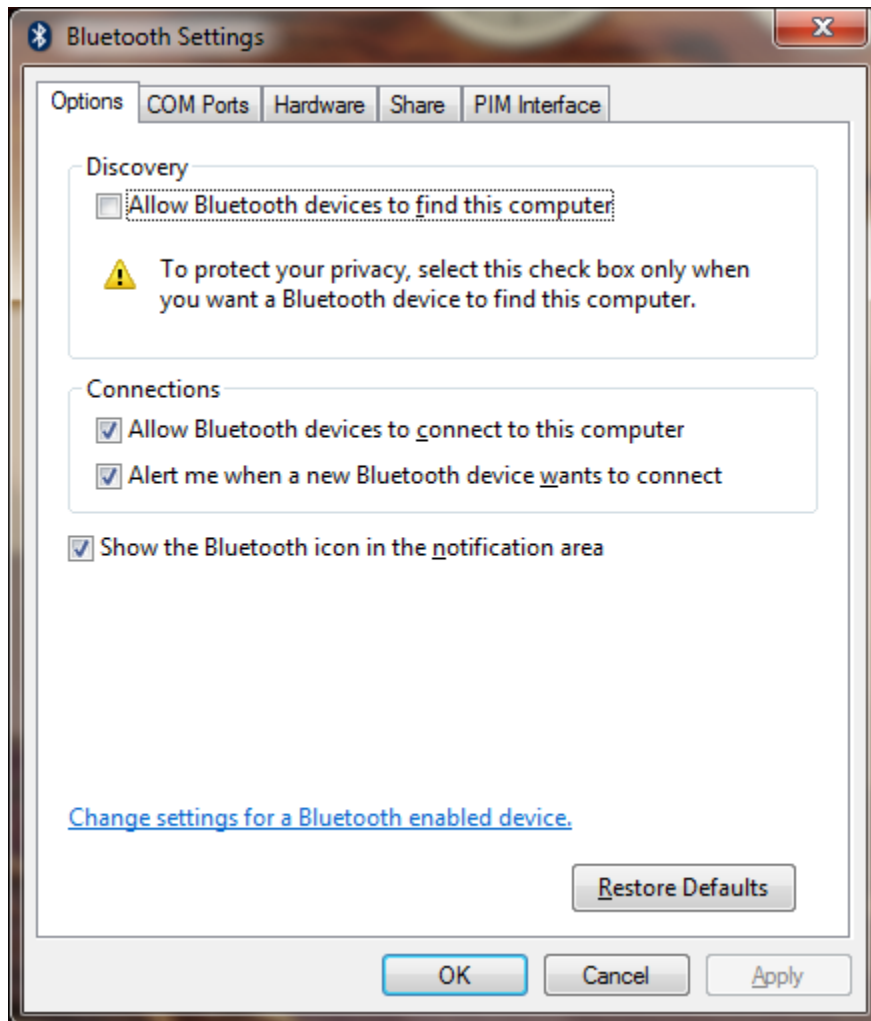 Bluetooth Settings
Options COM Ports Hardware Share PIM Interface
Discovery
Allow Bluetooth devices to find this computer
To protect your privacy, select this check box only when
you want a Bluetooth device to find this computer.
Connections
Allow Bluetooth devices to connect to this computer
Alert me when a new Bluetooth device wants to connect
Show the Bluetooth icon in the notification area
Change settings for a Bluetooth enabled device.
Restore Defaults
OK Cancel Apply